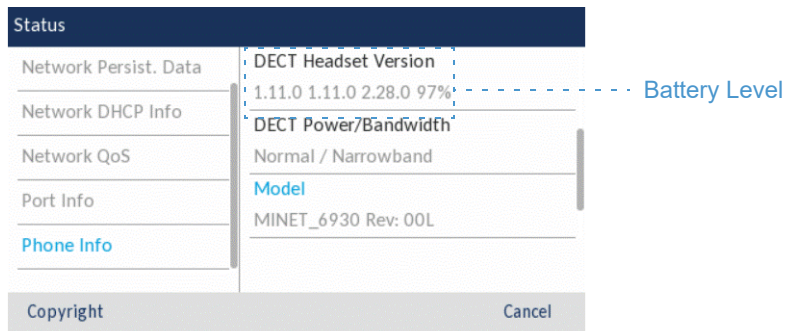 Status
Network Persist. Data
Network DHCP Info
Network QoS
Port Info
Phone Info
DECT Headset Version
1.11.0 1.11.0 2.28.0 97%
DECT Power/Bandwidth
Normal / Narrowband
Model
MINET_6930 Rev: 00L
Battery Level
Copyright
Cancel